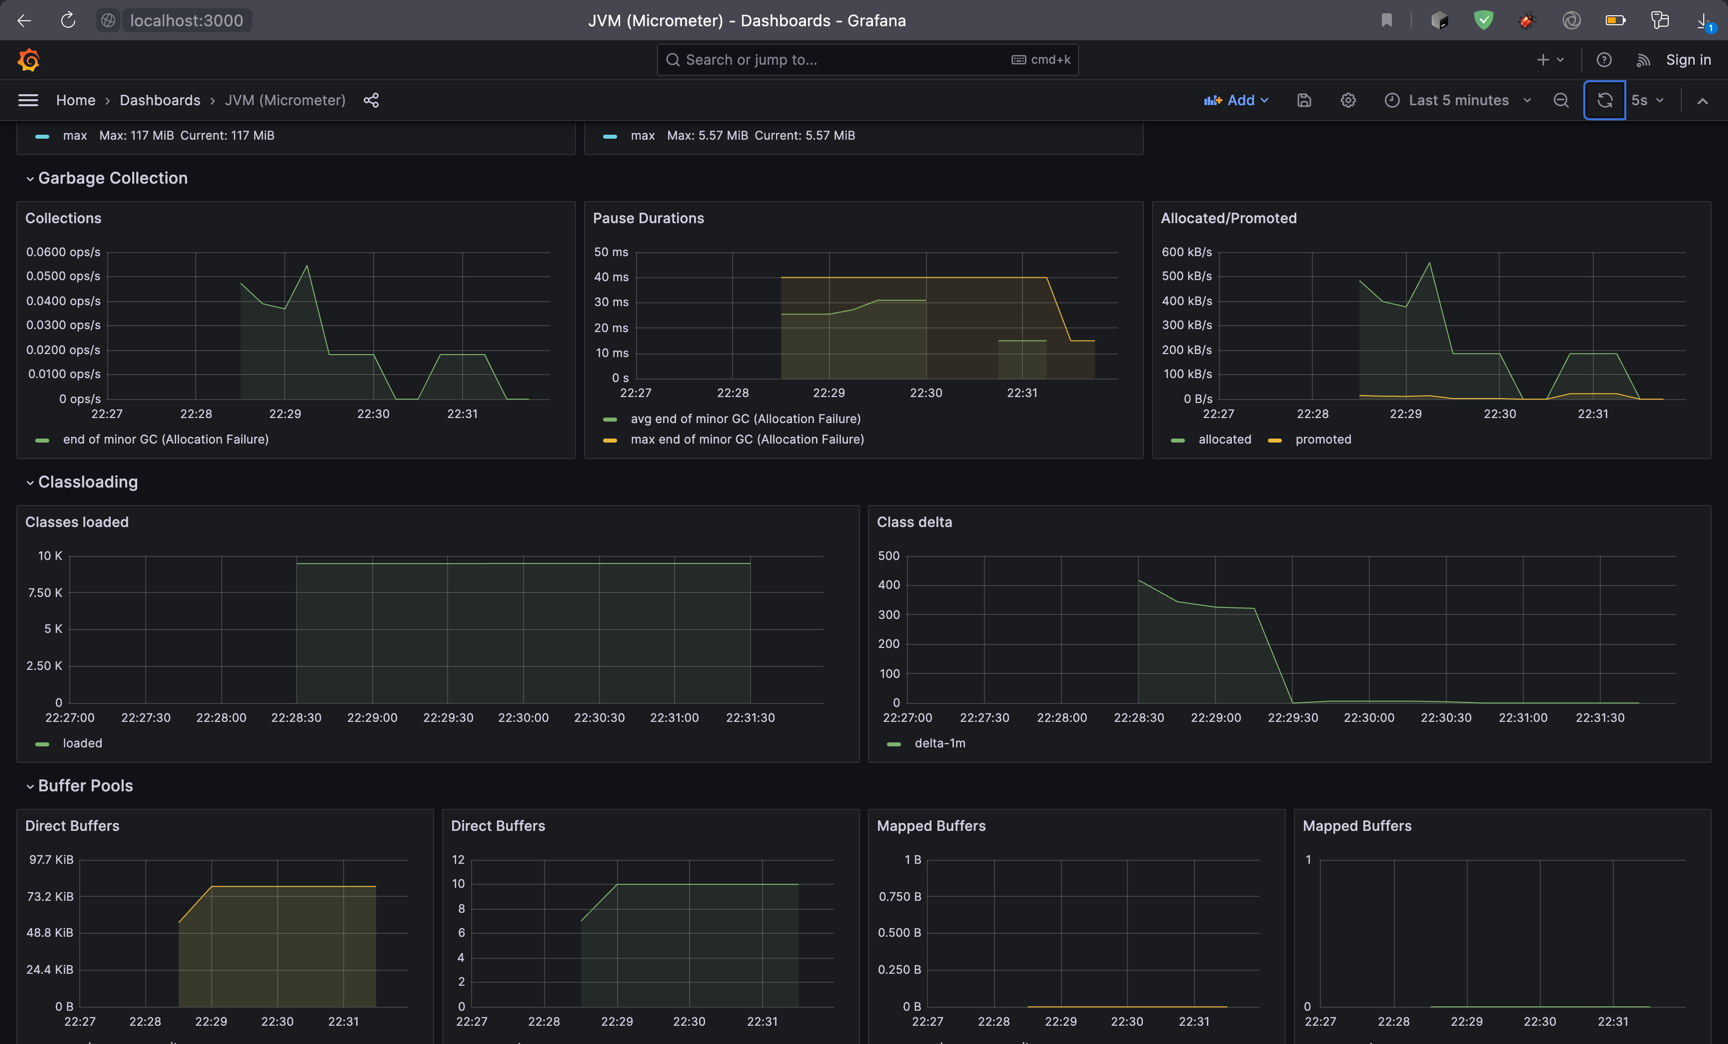 localhost:3000
JVM (Micrometer) - Dashboards - Grafana
1
Search or jump to...
cmd+k
Sign in
Home › Dashboards › JVM (Micrometer)
Add
Last 5 minutes
5s
max Max: 117 MiB Current: 117 MiB
max Max: 5.57 MiB Current: 5.57 MiB
Garbage Collection
Collections
0.0600 ops/s
0.0500 ops/s
0.0400 ops/s
0.0300 ops/s
0.0200 ops/s
0.0100 ops/s
0 ops/s
22:27 22:28 22:29 22:30 22:31
end of minor GC (Allocation Failure)
Pause Durations
50 ms
40 ms
30 ms
20 ms
10 ms
0 s
22:27 22:28 22:29 22:30 22:31
avg end of minor GC (Allocation Failure)
max end of minor GC (Allocation Failure)
Allocated/Promoted
600 kB/s
500 kB/s
400 kB/s
300 kB/s
200 kB/s
100 kB/s
0 B/s
22:27 22:28 22:29 22:30 22:31
allocated promoted
Classloading
Classes loaded
10 K
7.50 K
5 K
2.50 K
0
22:27:00 22:27:30 22:28:00 22:28:30 22:29:00 22:29:30 22:30:00 22:30:30 22:31:00 22:31:30
loaded
Class delta
500
400
300
200
100
0
22:27:00 22:27:30 22:28:00 22:28:30 22:29:00 22:29:30 22:30:00 22:30:30 22:31:00 22:31:30
delta-1m
Buffer Pools
Direct Buffers
97.7 KiB
73.2 KiB
48.8 KiB
24.4 KiB
0 B
22:27 22:28 22:29 22:30 22:31
Direct Buffers
12
10
8
6
4
2
0
22:27 22:28 22:29 22:30 22:31
Mapped Buffers
1 B
0.750 B
0.500 B
0.250 B
0 B
22:27 22:28 22:29 22:30 22:31
Mapped Buffers
1
0
22:27 22:28 22:29 22:30 22:31